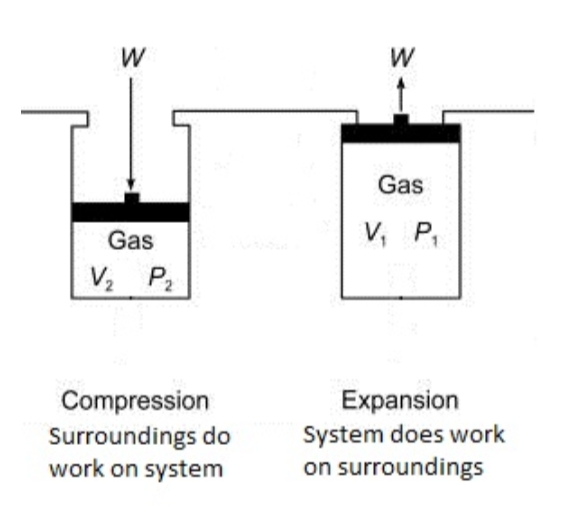 W
Gas
V₂ P₂
Compression
Surroundings do
work on system
W
Gas
V₁ P₁
Expansion
System does work
on surroundings